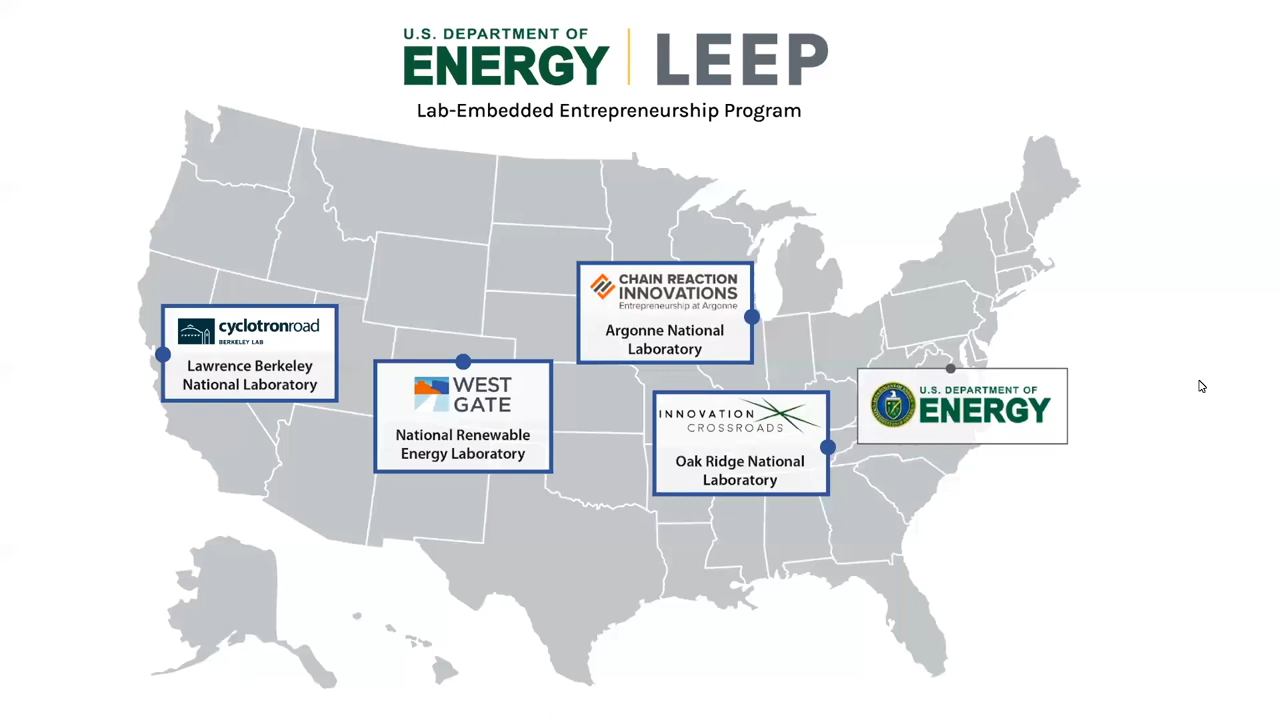 U.S. DEPARTMENT OF
ENERGY
LEEP
Lab-Embedded Entrepreneurship Program
CHAIN REACTION
INNOVATIONS
Entrepreneurship at Argonne
Argonne National
Laboratory
cyclotronroad
BERKELEY LAB
Lawrence Berkeley
National Laboratory
WEST
GATE
National Renewable
Energy Laboratory
INNOVATION
CROSSROADS
Oak Ridge National
Laboratory
U.S. DEPARTMENT OF
ENERGY